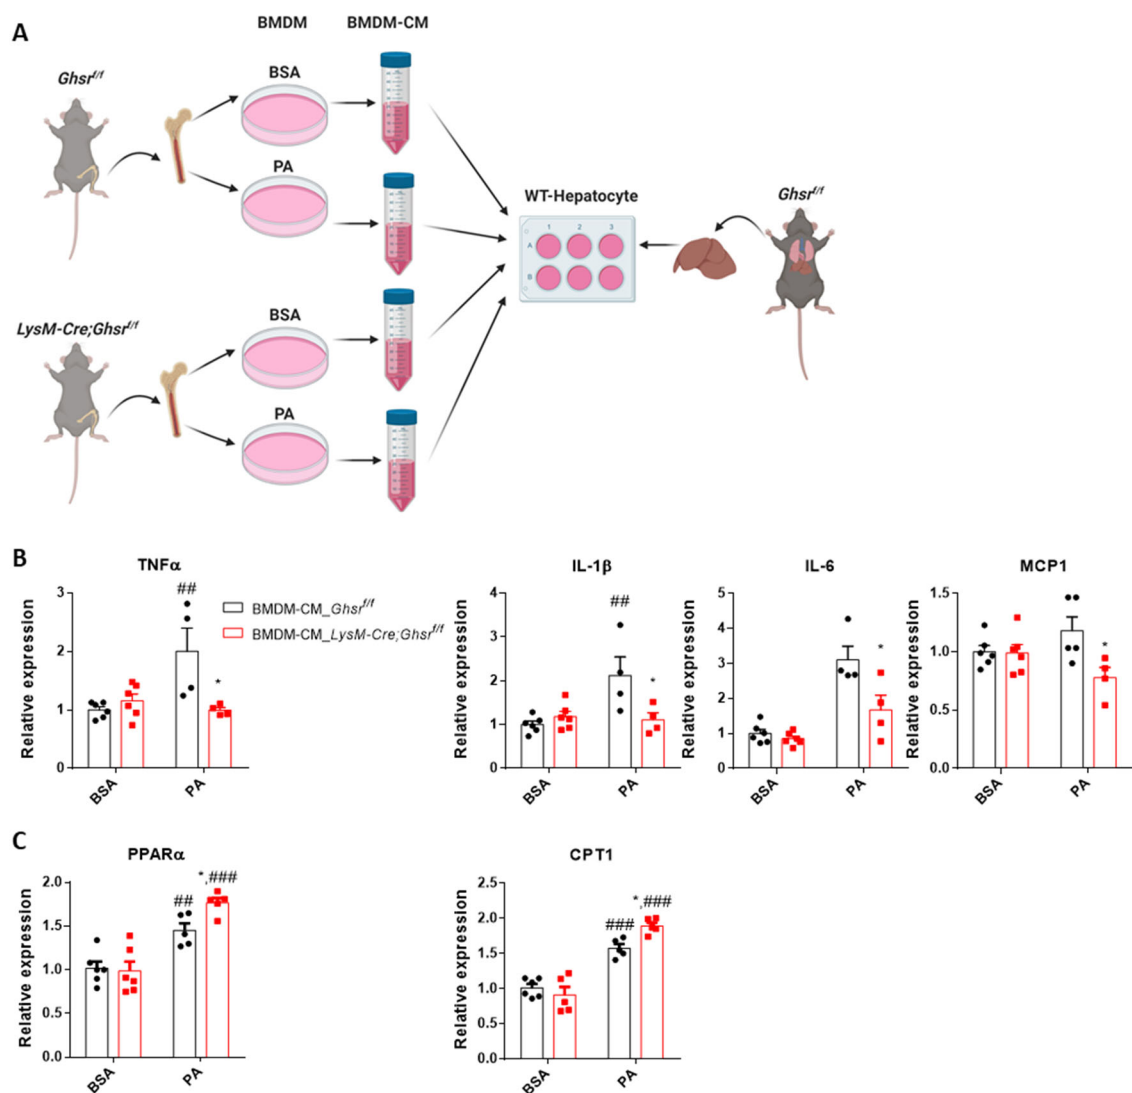 A
BMDM
BMDM-CM
Ghsr^f/f
BSA
PA
WT-Hepatocyte
Ghsr^f/f
1 2 3
A
B
LysM-Cre;Ghsr^f/f
BSA
PA
B
TNFα
Relative expression
3
2
1
0
##
*
BSA
PA
BMDM-CM_Ghsr^f/f
BMDM-CM_LysM-Cre;Ghsr^f/f
IL-1β
Relative expression
4
3
2
1
0
##
*
BSA
PA
IL-6
Relative expression
5
4
3
2
1
0
*
BSA
PA
MCP1
Relative expression
1.5
1.0
0.5
0.0
*
BSA
PA
C
PPARα
Relative expression
2.0
1.5
1.0
0.5
0.0
##
*,###
BSA
PA
CPT1
Relative expression
2.5
2.0
1.5
1.0
0.5
0.0
###
*,###
BSA
PA